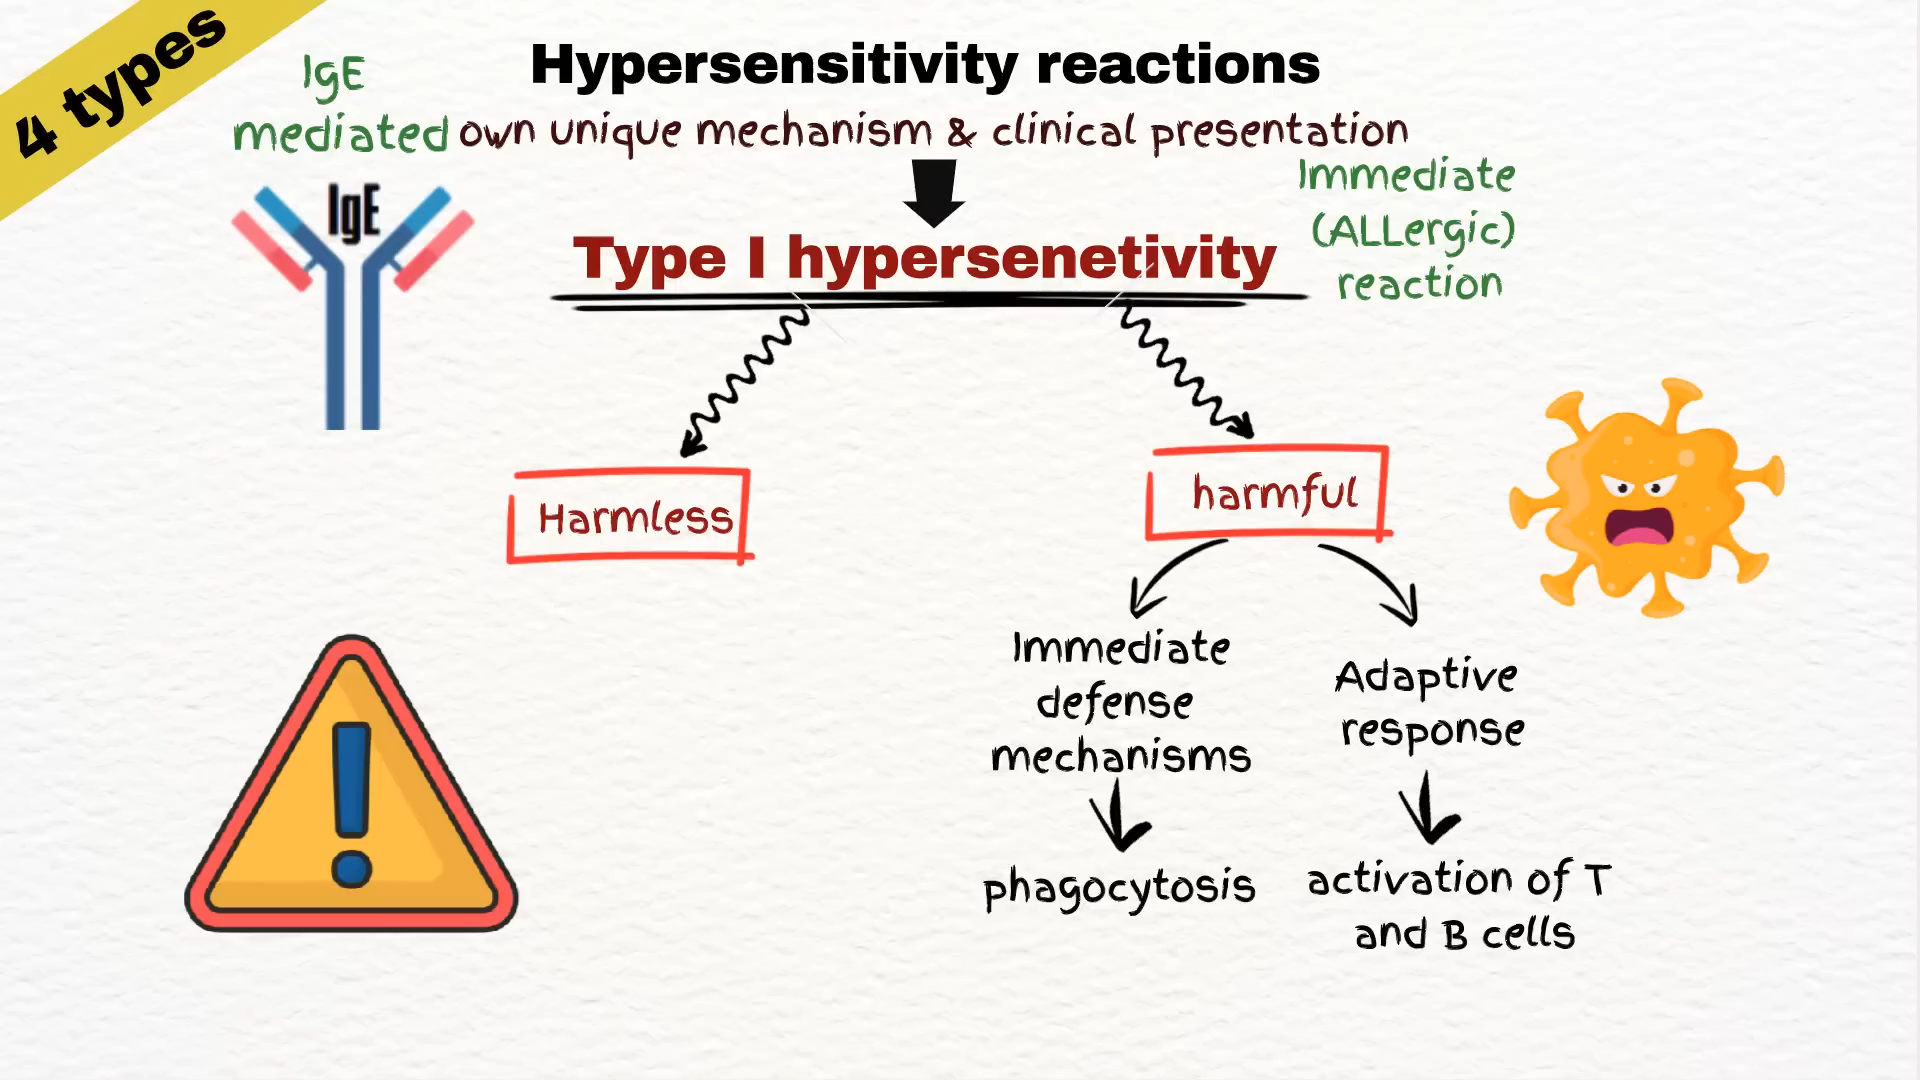 4 types
Hypersensitivity reactions
IgE
mediated
own unique mechanism & clinical presentation
Immediate
(ALLergic)
reaction
IgE
Type I hypersenetivity
Harmless
harmful
Immediate
defense
mechanisms
Adaptive
response
phagocytosis
activation of T
and B cells